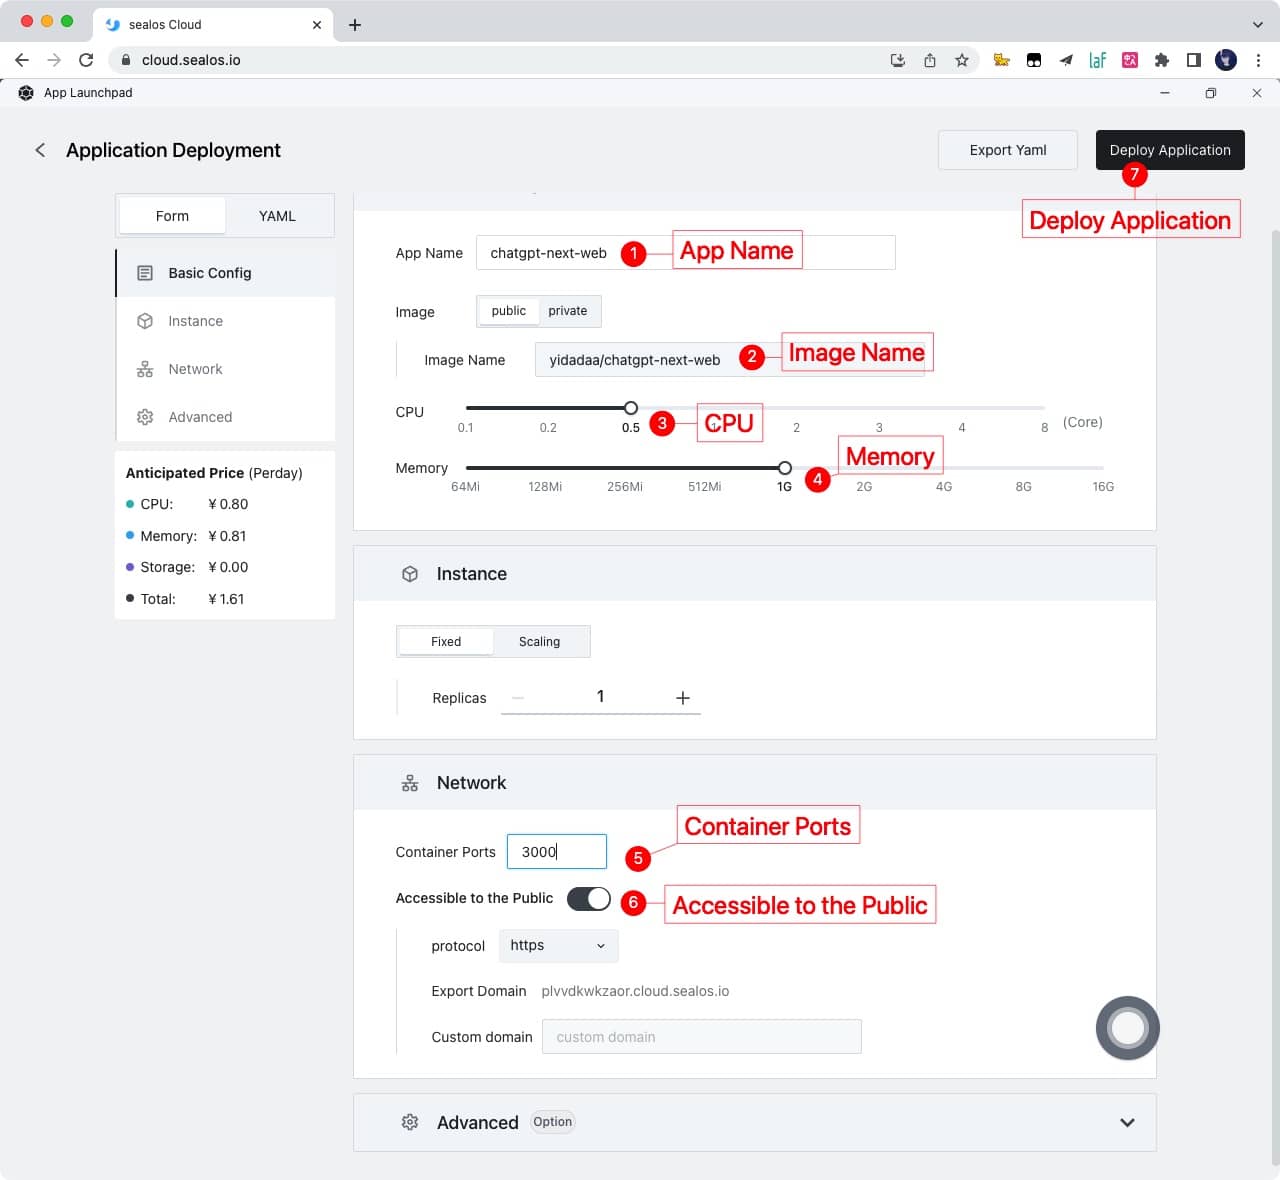 sealos Cloud
cloud.sealos.io
laf
App Launchpad
Application Deployment
Export Yaml
Deploy Application
7
Deploy Application
Form
YAML
Basic Config
Instance
Network
Advanced
Anticipated Price (Perday)
CPU: ¥ 0.80
Memory: ¥ 0.81
Storage: ¥ 0.00
Total: ¥ 1.61
App Name chatgpt-next-web 1 App Name
Image public private
Image Name yidadaa/chatgpt-next-web 2 Image Name
CPU
0.1 0.2 0.5 3 CPU 2 3 4 8 (Core)
Memory
64Mi 128Mi 256Mi 512Mi 1G 4 Memory 2G 4G 8G 16G
Instance
Fixed Scaling
Replicas 1
Network
Container Ports 3000 5 Container Ports
Accessible to the Public 6 Accessible to the Public
protocol https
Export Domain plvvdkwkzaor.cloud.sealos.io
Custom domain custom domain
Advanced Option